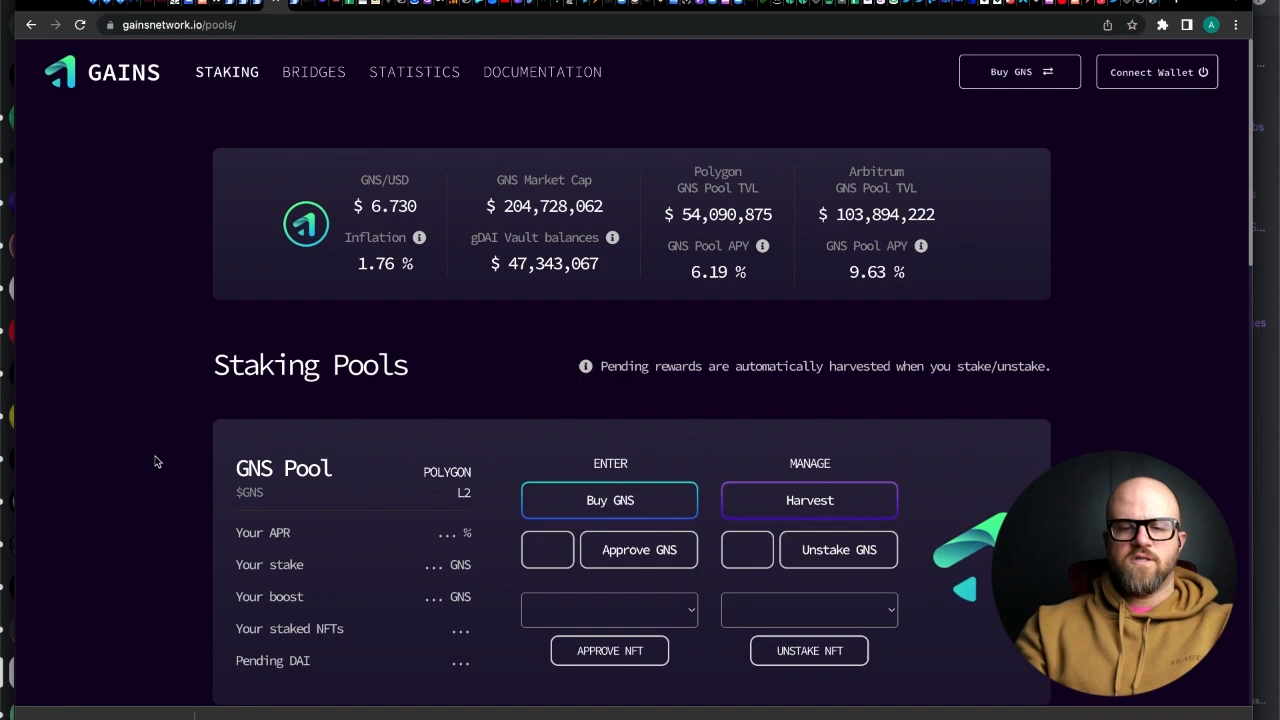 gainsnetwork.io/pools/
A
GAINS
STAKING
BRIDGES
STATISTICS
DOCUMENTATION
Buy GNS
Connect Wallet
GNS/USD
$ 6.730
Inflation
1.76 %
GNS Market Cap
$ 204,728,062
gDAI Vault balances
$ 47,343,067
Polygon
GNS Pool TVL
$ 54,090,875
GNS Pool APY
6.19 %
Arbitrum
GNS Pool TVL
$ 103,894,222
GNS Pool APY
9.63 %
Staking Pools
Pending rewards are automatically harvested when you stake/unstake.
GNS Pool
POLYGON
$GNS
L2
Your APR
... %
Your stake
... GNS
Your boost
... GNS
Your staked NFTs
...
Pending DAI
...
ENTER
Buy GNS
Approve GNS
APPROVE NFT
MANAGE
Harvest
Unstake GNS
UNSTAKE NFT